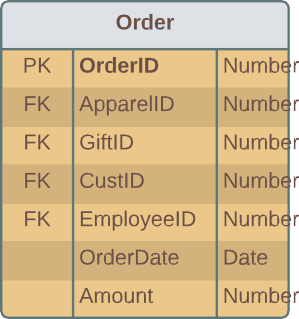 Order
PK OrderID Number
FK ApparelID Number
FK GiftID Number
FK CustID Number
FK EmployeeID Number
OrderDate Date
Amount Number